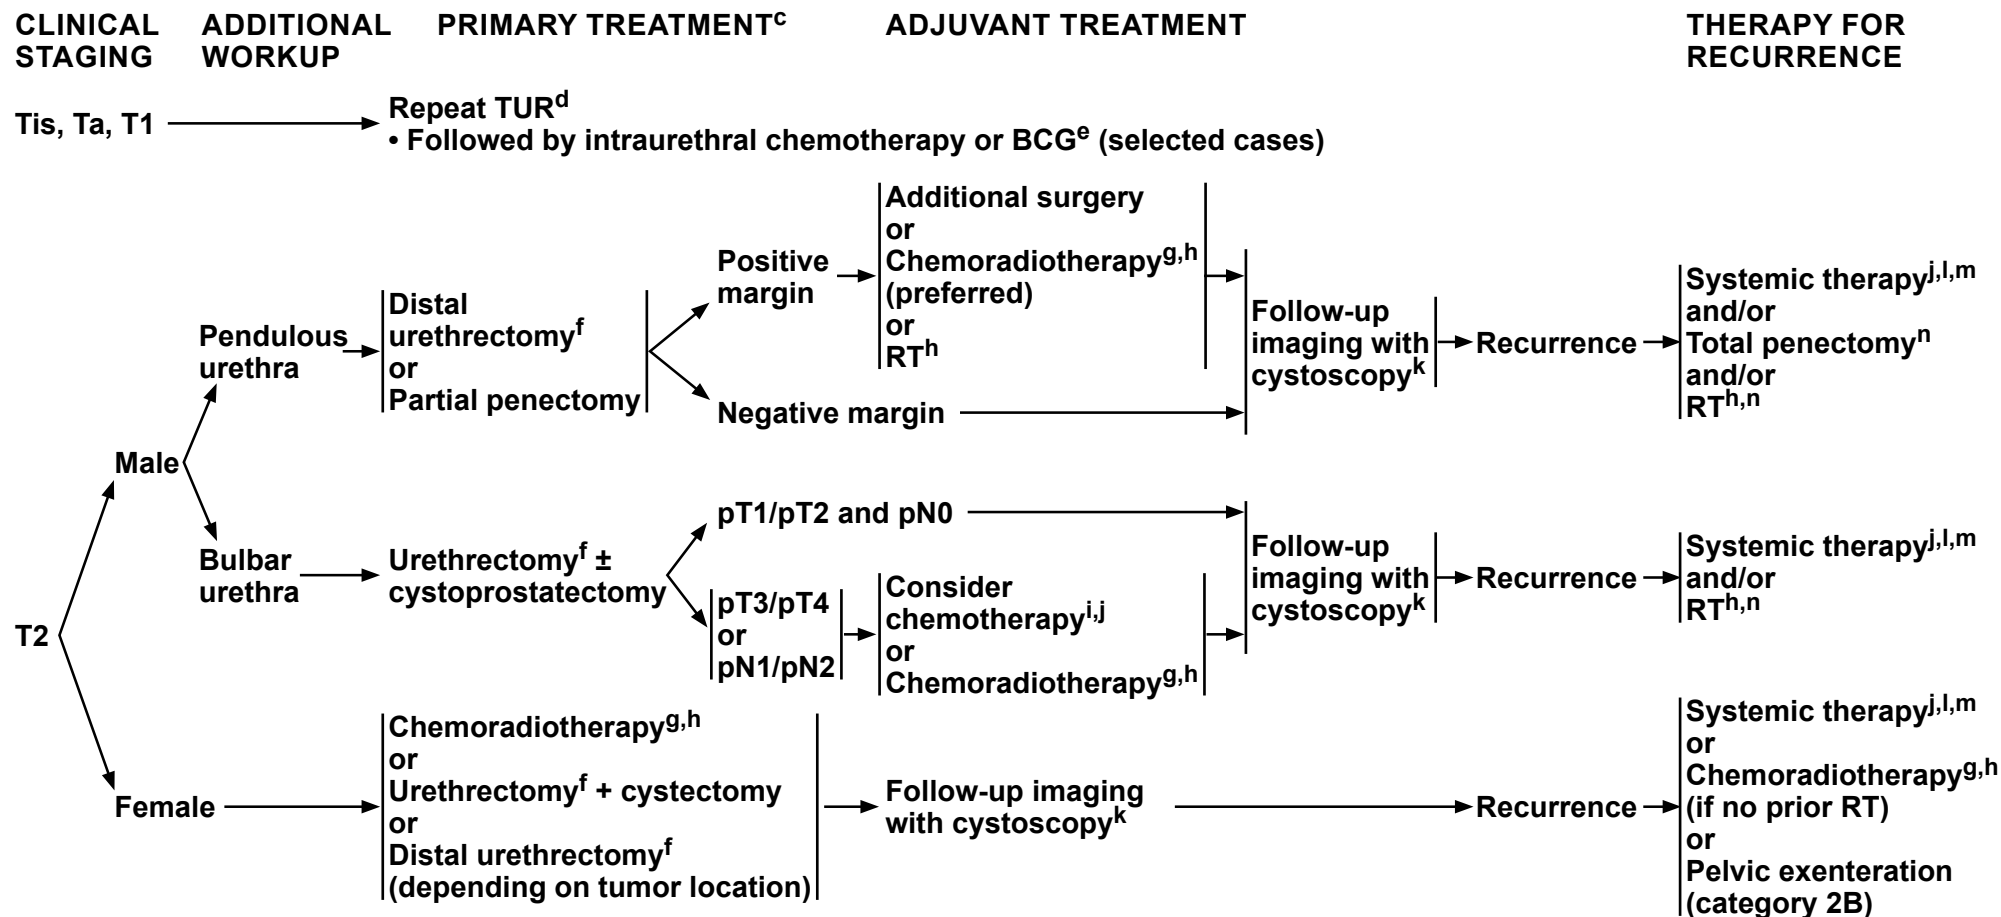 CLINICAL STAGING
ADDITIONAL WORKUP
PRIMARY TREATMENTc
ADJUVANT TREATMENT
THERAPY FOR RECURRENCE
Tis, Ta, T1
Repeat TURd
• Followed by intraurethral chemotherapy or BCGe (selected cases)
T2
Male
Pendulous
urethra
Distal
urethrectomyf
or
Partial penectomy
Positive
margin
Additional surgery
or
Chemoradiotherapyg,h
(preferred)
or
RTh
Negative margin
Follow-up
imaging with
cystoscopyk
Recurrence
Systemic therapyj,l,m
and/or
Total penectomyn
and/or
RTh,n
Bulbar
urethra
Urethrectomyf ±
cystoprostatectomy
pT1/pT2 and pN0
pT3/pT4
or
pN1/pN2
Consider
chemotherapyi,j
or
Chemoradiotherapyg,h
Follow-up
imaging with
cystoscopyk
Recurrence
Systemic therapyj,l,m
and/or
RTh,n
Female
Chemoradiotherapyg,h
or
Urethrectomyf + cystectomy
or
Distal urethrectomyf
(depending on tumor location)
Follow-up imaging
with cystoscopyk
Recurrence
Systemic therapyj,l,m
or
Chemoradiotherapyg,h
(if no prior RT)
or
Pelvic exenteration
(category 2B)